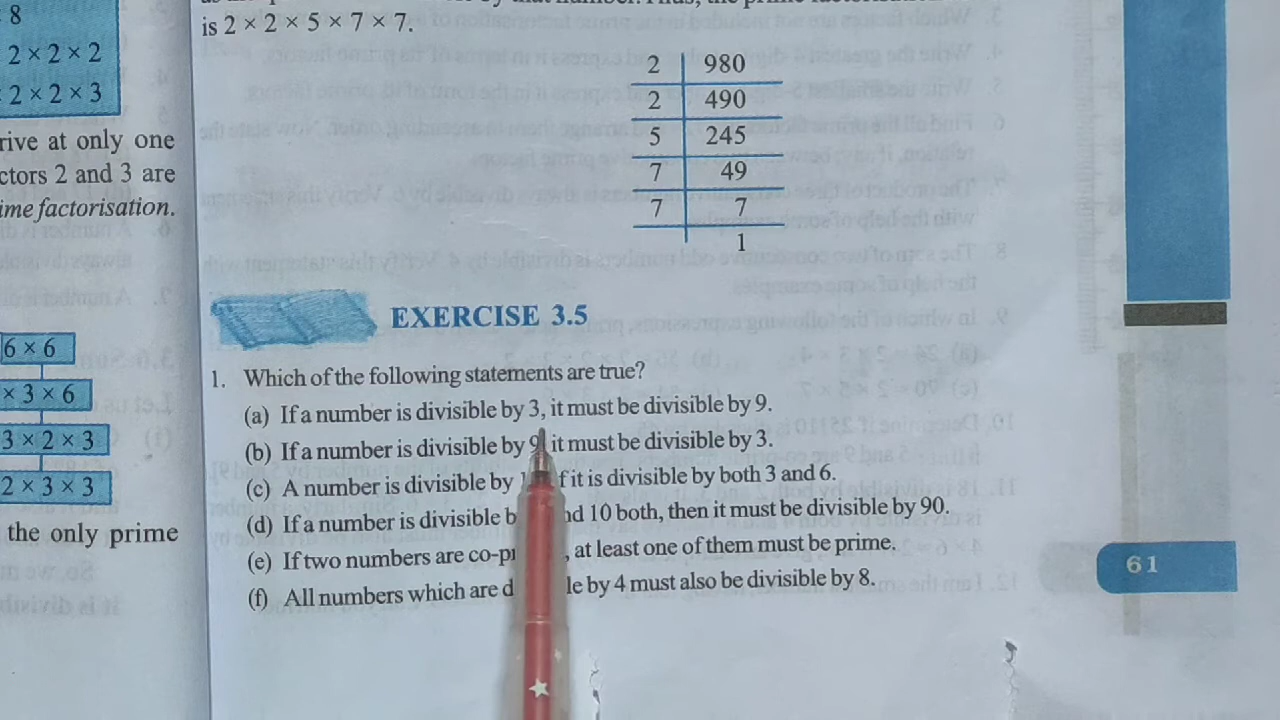 8
2 × 2 × 2
2 × 2 × 3
rive at only one
ctors 2 and 3 are
ime factorisation.
6 × 6
× 3 × 6
3 × 2 × 3
2 × 3 × 3
the only prime
is 2 × 2 × 5 × 7 × 7.
2 980
2 490
5 245
7 49
7 7
1
EXERCISE 3.5
1. Which of the following statements are true?
(a) If a number is divisible by 3, it must be divisible by 9.
(b) If a number is divisible by 9 it must be divisible by 3.
(c) A number is divisible by if it is divisible by both 3 and 6.
(d) If a number is divisible b nd 10 both, then it must be divisible by 90.
(e) If two numbers are co-p , at least one of them must be prime.
(f) All numbers which are d le by 4 must also be divisible by 8.
61